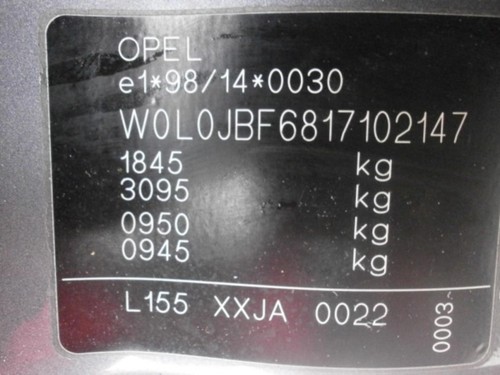 OPEL
e1*98/14*0030
W0L0JBF6817102147
1845 kg
3095 kg
0950 kg
0945 kg
L155 XXJA 0022 0003